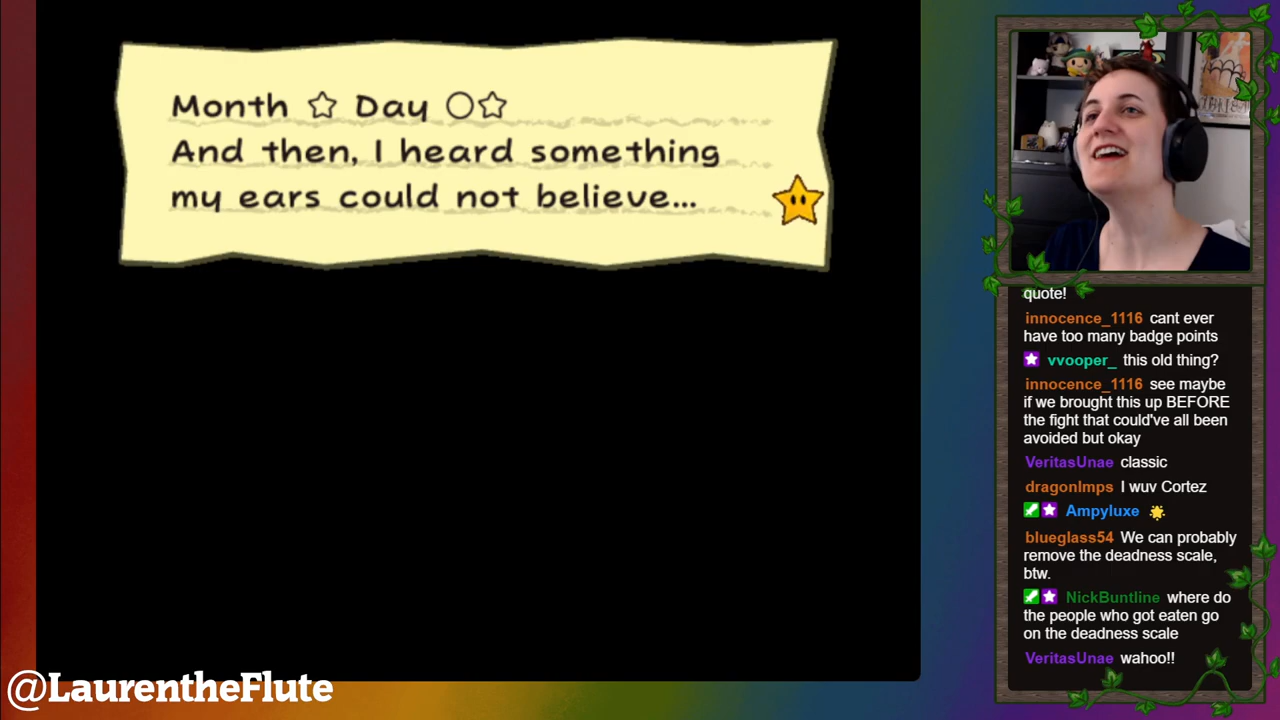 Month ☆ Day ○☆
And then, I heard something
my ears could not believe...
quote!
innocence_1116 cant ever
have too many badge points
vvooper_ this old thing?
innocence_1116 see maybe
if we brought this up BEFORE
the fight that could've all been
avoided but okay
VeritasUnae classic
dragonlmps I wuv Cortez
Ampyluxe
blueglass54 We can probably
remove the deadness scale,
btw.
NickBuntline where do
the people who got eaten go
on the deadness scale
VeritasUnae wahoo!!
@LaurentheFlute